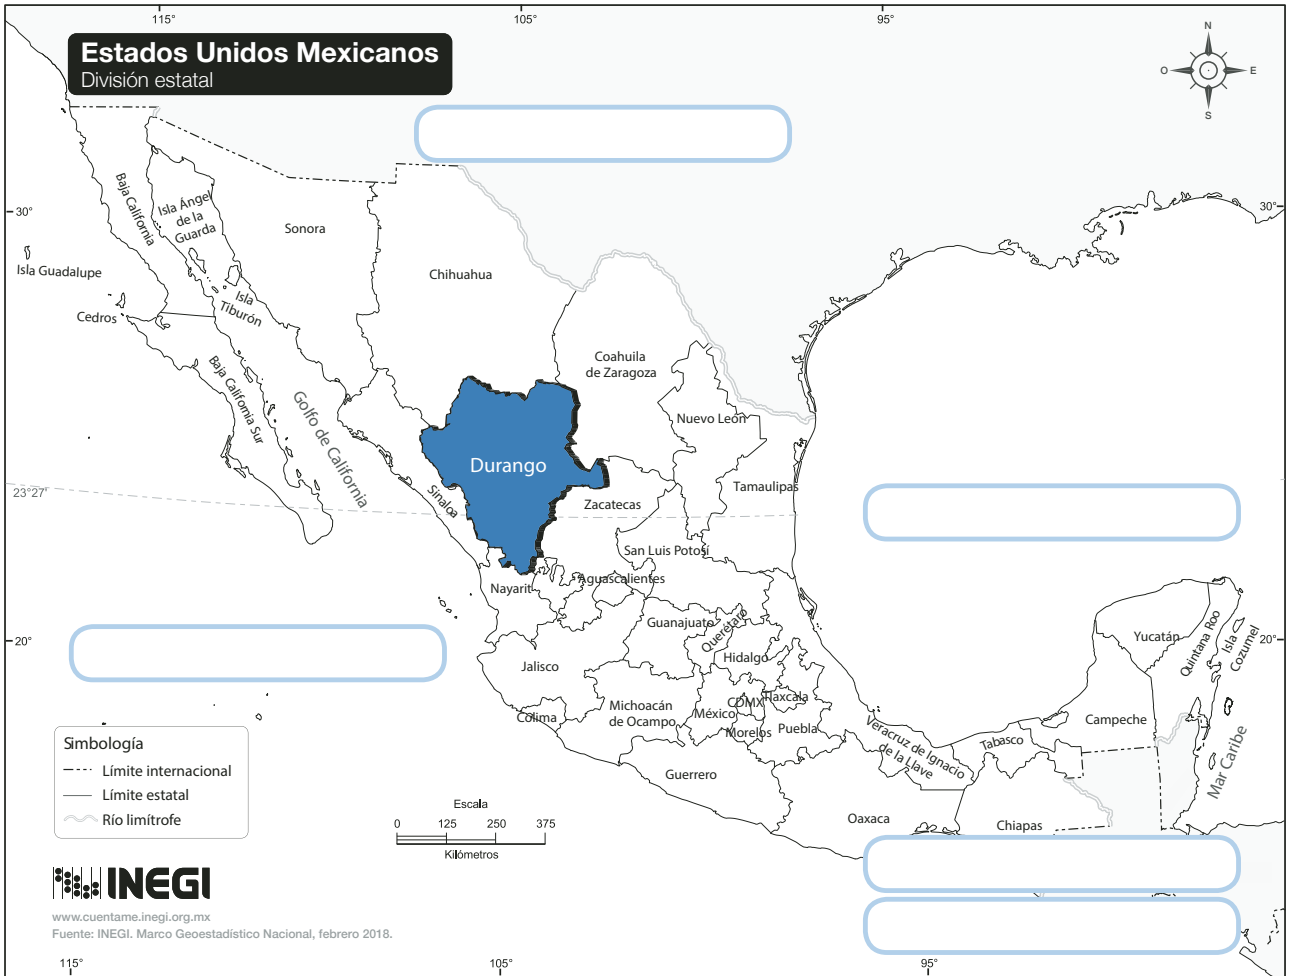 115°
105°
95°
Estados Unidos Mexicanos
División estatal
N
O
E
S
30°
30°
Baja California
Isla Ángel
de la
Guarda
Sonora
Chihuahua
Isla Guadalupe
Isla
Tiburón
Cedros
Coahuila
de Zaragoza
Baja California Sur
Golfo de California
Nuevo León
Durango
23°27'
Sinaloa
Zacatecas
Tamaulipas
San Luis Potosí
Nayarit
Aguascalientes
Guanajuato
Querétaro
Hidalgo
Yucatán
Quintana Roo
Isla
Cozumel
20°
20°
Jalisco
Colima
Michoacán
de Ocampo
México
CDMX
Tlaxcala
Morelos
Puebla
Veracruz de Ignacio
de la Llave
Tabasco
Campeche
Mar Caribe
Guerrero
Oaxaca
Chiapas
Simbología
Límite internacional
Límite estatal
Río limítrofe
Escala
0 125 250 375
Kilómetros
INEGI
www.cuentame.inegi.org.mx
Fuente: INEGI. Marco Geoestadístico Nacional, febrero 2018.
115°
105°
95°